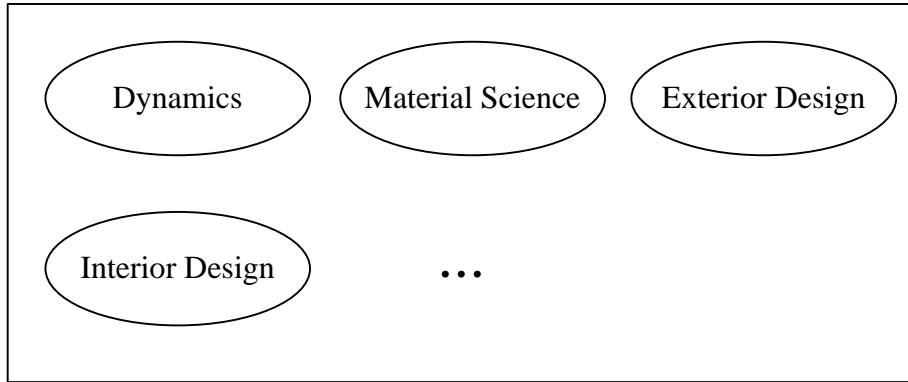 Dynamics
Material Science
Exterior Design
Interior Design
...